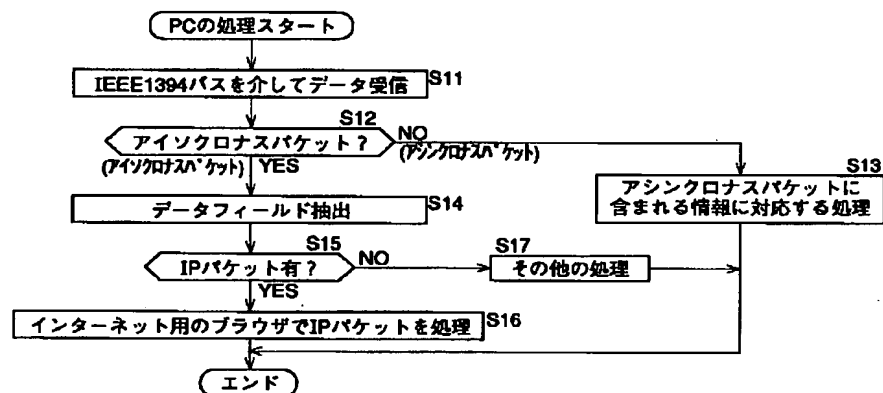 PCの処理スタート
IEEE1394バスを介してデータ受信
S11
S12
アイソクロナスパケット?
NO
(アシンクロナスパケット)
(アイソクロナスパケット)
YES
S13
アシンクロナスパケットに
含まれる情報に対応する処理
データフィールド抽出
S14
S15
IPパケット有?
NO
S17
その他の処理
YES
インターネット用のブラウザでIPパケットを処理
S16
エンド